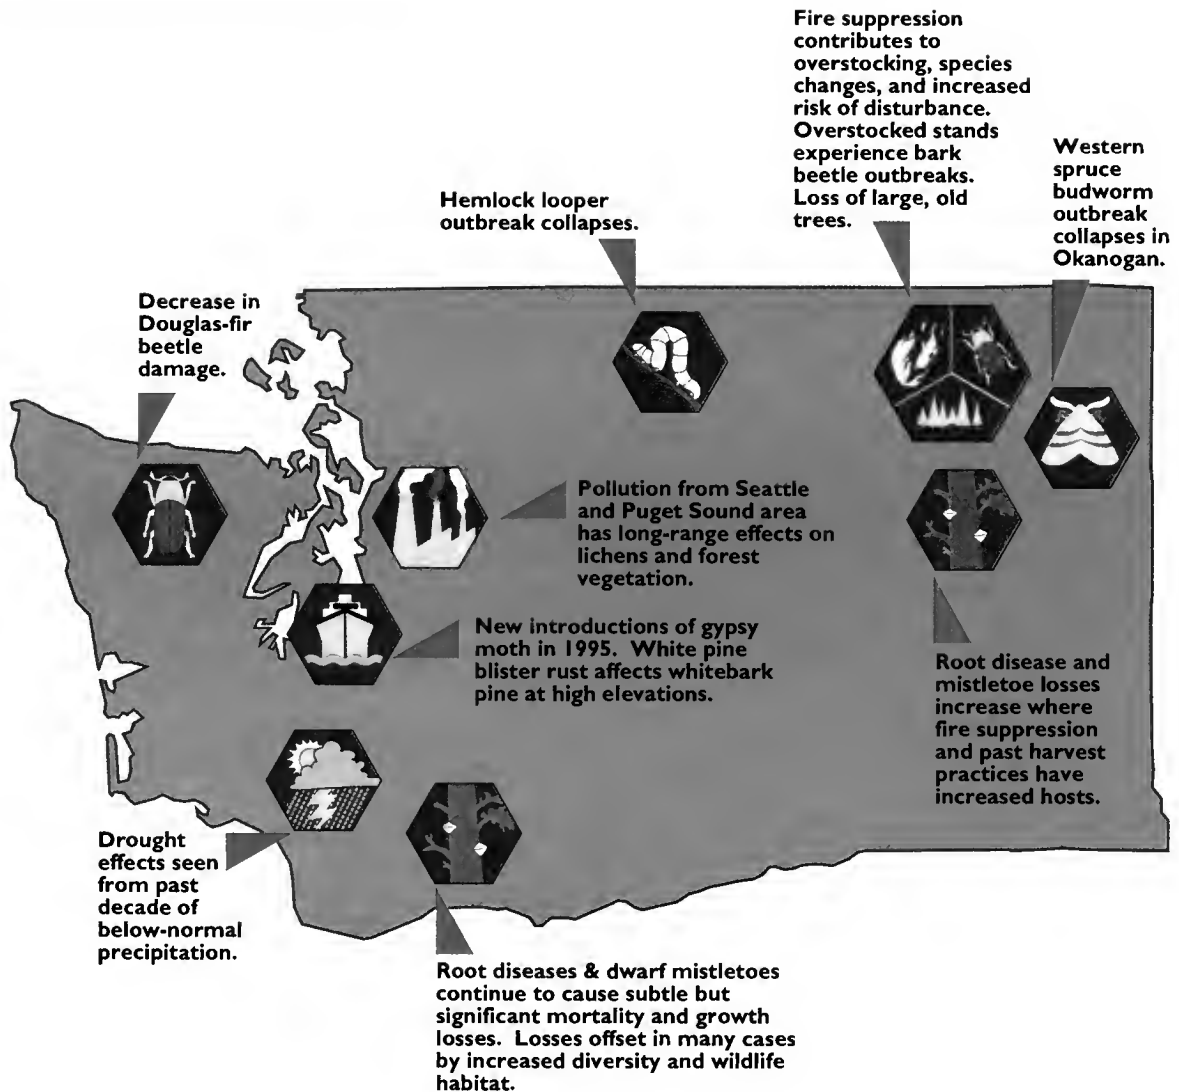 Fire suppression
contributes to
overstocking, species
changes, and increased
risk of disturbance.
Overstocked stands
experience bark
beetle outbreaks.
Loss of large, old
trees.
Western
spruce
budworm
outbreak
collapses in
Okanogan.
Hemlock looper
outbreak collapses.
Decrease in
Douglas-fir
beetle
damage.
Pollution from Seattle
and Puget Sound area
has long-range effects on
lichens and forest
vegetation.
New introductions of gypsy
moth in 1995. White pine
blister rust affects whitebark
pine at high elevations.
Root disease and
mistletoe losses
increase where
fire suppression
and past harvest
practices have
increased hosts.
Drought
effects seen
from past
decade of
below-normal
precipitation.
Root diseases & dwarf mistletoes
continue to cause subtle but
significant mortality and growth
losses. Losses offset in many cases
by increased diversity and wildlife
habitat.